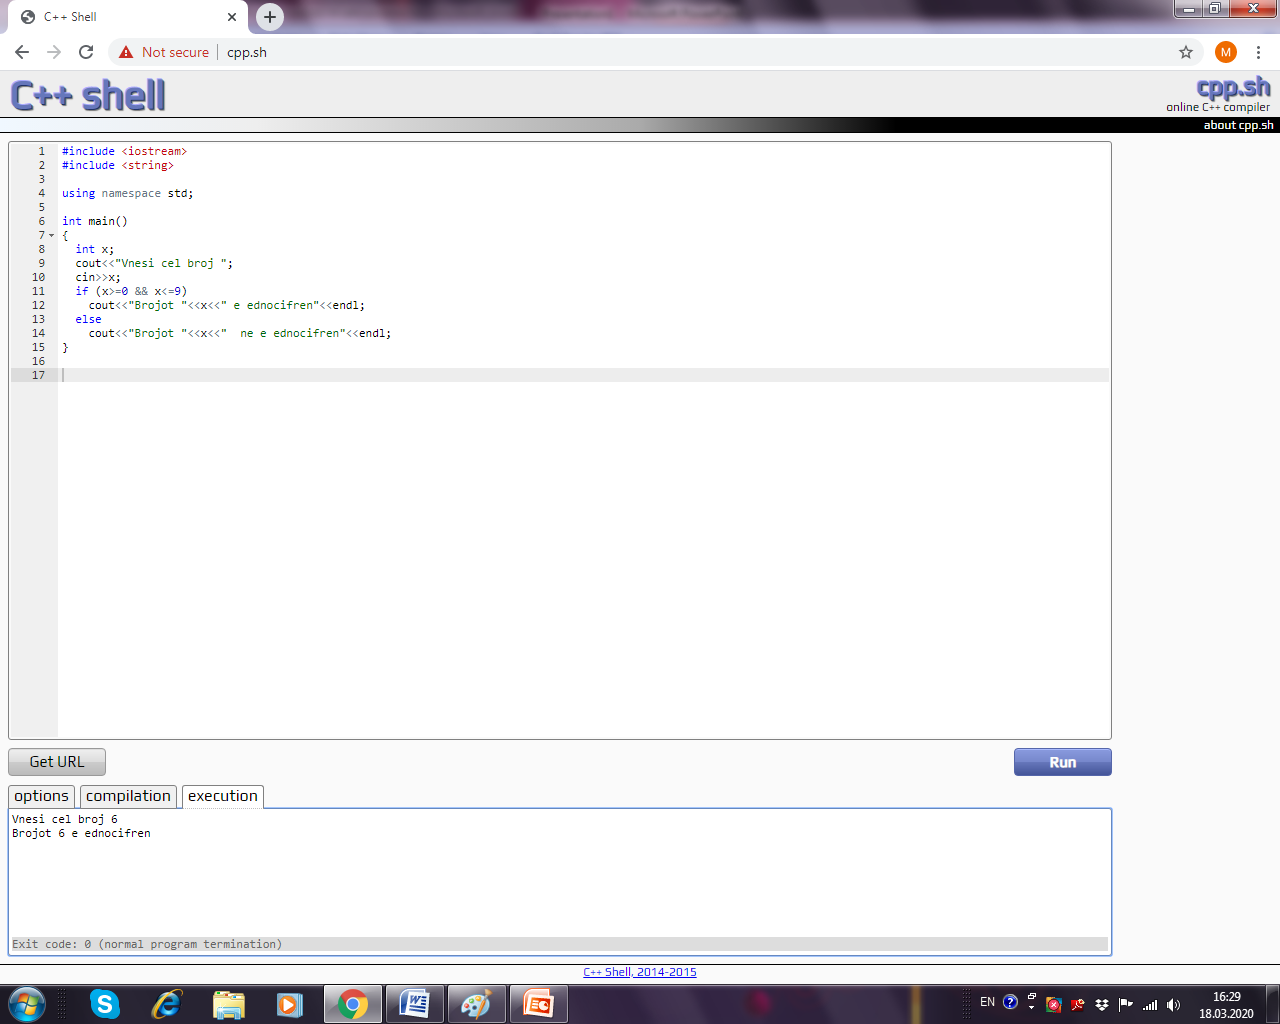 C++ Shell
Not secure
cpp.sh
M
C++ shell
cpp.sh
online C++ compiler
about cpp.sh
1 #include <iostream>
2 #include <string>
3
4 using namespace std;
5
6 int main()
7 {
8 int x;
9 cout<<"Vnesi cel broj ";
10 cin>>x;
11 if (x>=0 && x<=9)
12 cout<<"Brojot "<<x<<" e ednocifren"<<endl;
13 else
14 cout<<"Brojot "<<x<<"  ne e ednocifren"<<endl;
15 }
16
17
Get URL
Run
options compilation execution
Vnesi cel broj 6
Brojot 6 e ednocifren
Exit code: 0 (normal program termination)
C++ Shell, 2014-2015
EN
16:29
18.03.2020